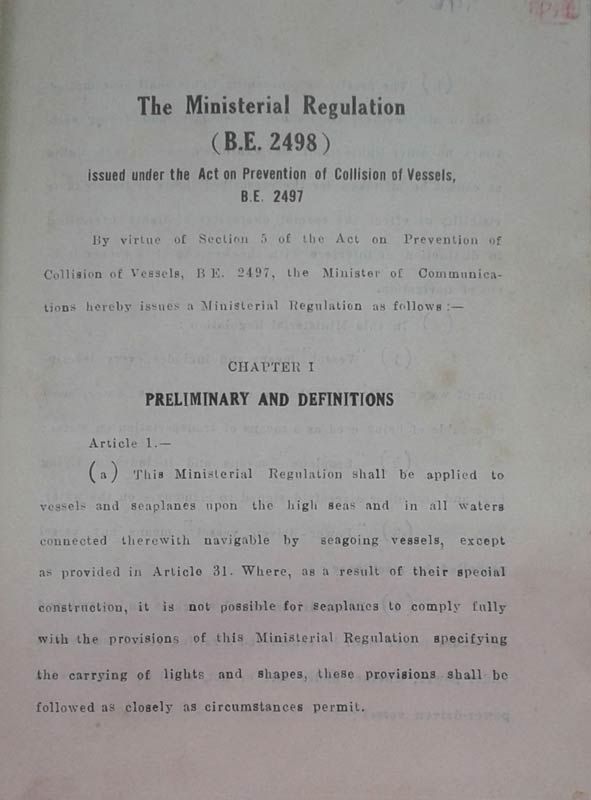 The Ministerial Regulation
(B.E. 2498)
issued under the Act on Prevention of Collision of Vessels,
B.E. 2497
By virtue of Section 5 of the Act on Prevention of
Collision of Vessels, B E. 2497, the Minister of Communica-
tions hereby issues a Ministerial Regulation as follows :—
CHAPTER I
PRELIMINARY AND DEFINITIONS
Article 1.—
(a) This Ministerial Regulation shall be applied to
vessels and seaplanes upon the high seas and in all waters
connected therewith navigable by seagoing vessels, except
as provided in Article 31. Where, as a result of their special
construction, it is not possible for seaplanes to comply fully
with the provisions of this Ministerial Regulation specifying
the carrying of lights and shapes, these provisions shall be
followed as closely as circumstances permit.